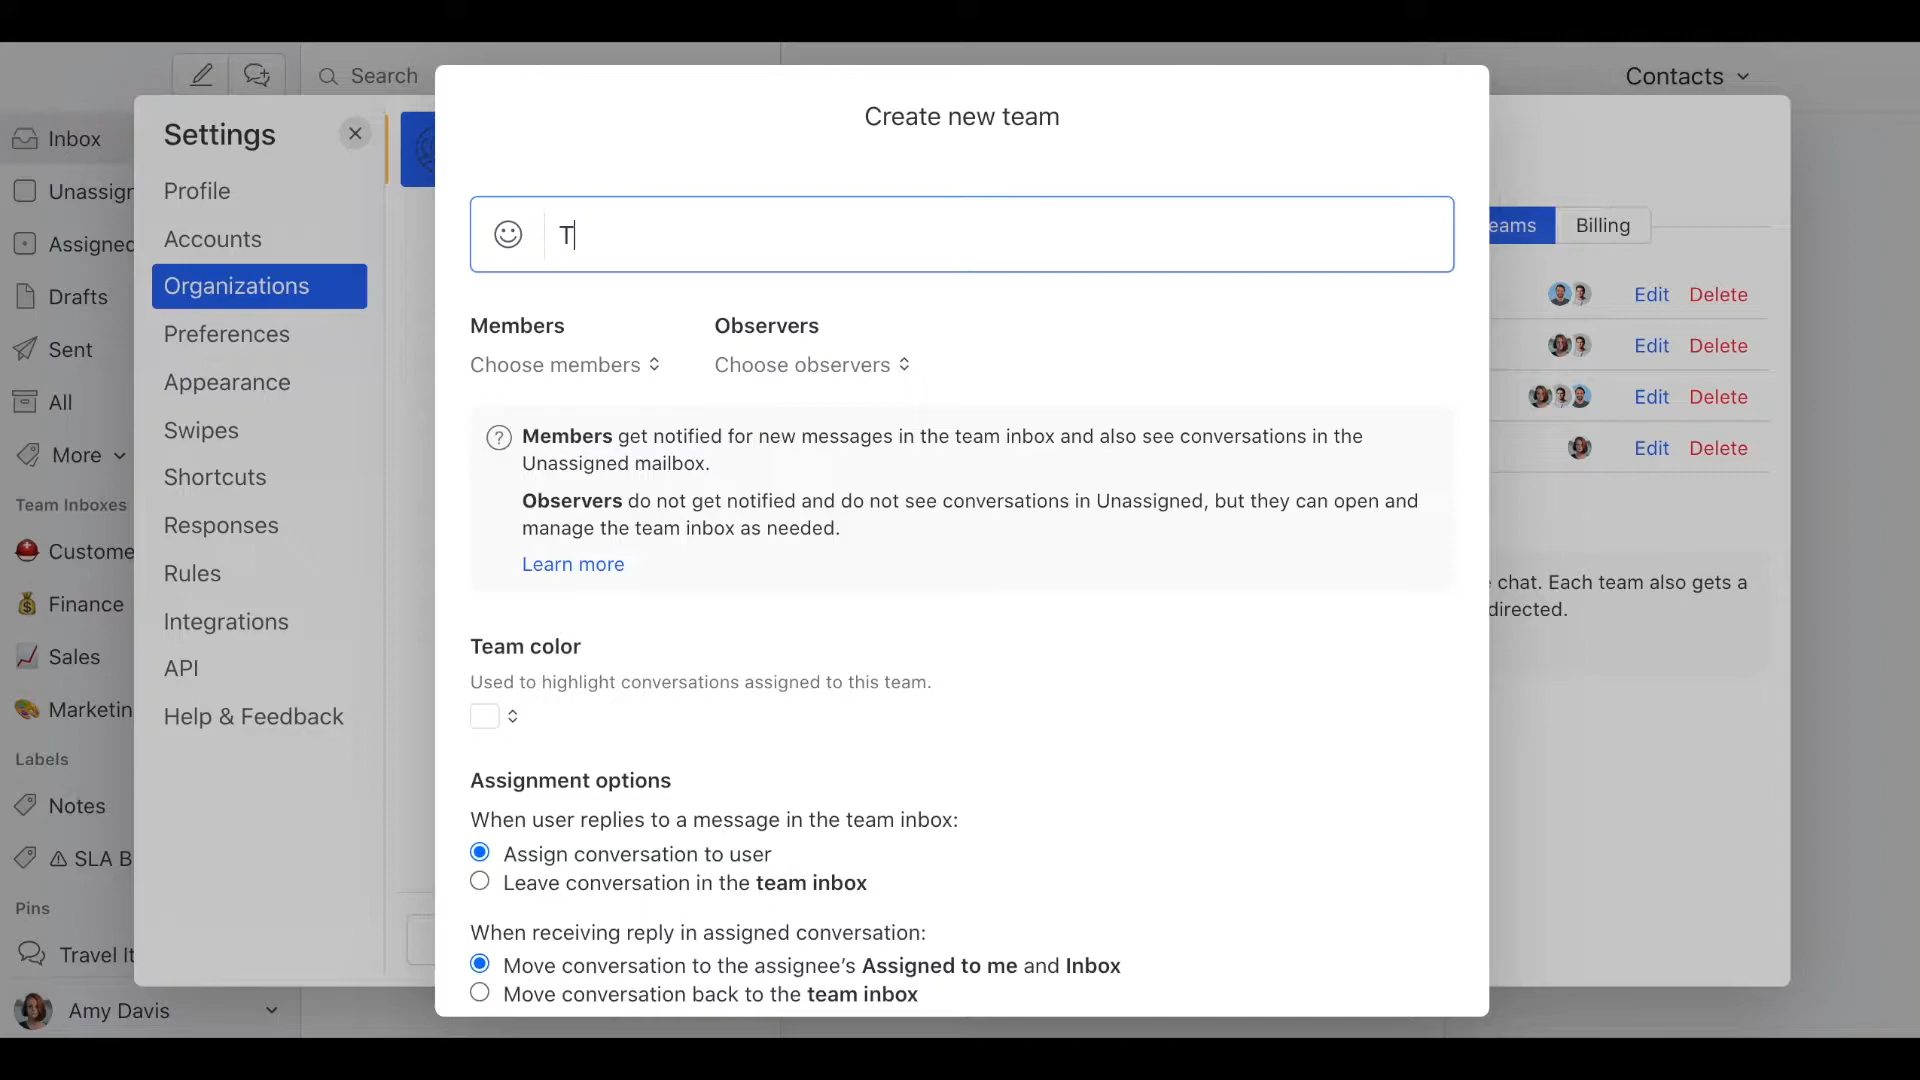 Search
Contacts
Inbox
Unassign
Assigned
Drafts
Sent
All
More
Team Inboxes
Custome
Finance
Sales
Marketin
Labels
Notes
SLA B
Pins
Travel It
Amy Davis
Settings
Profile
Accounts
Organizations
Preferences
Appearance
Swipes
Shortcuts
Responses
Rules
Integrations
API
Help & Feedback
Create new team
T
Members Observers
Choose members Choose observers
Members get notified for new messages in the team inbox and also see conversations in the
Unassigned mailbox.
Observers do not get notified and do not see conversations in Unassigned, but they can open and
manage the team inbox as needed.
Learn more
Team color
Used to highlight conversations assigned to this team.
Assignment options
When user replies to a message in the team inbox:
Assign conversation to user
Leave conversation in the team inbox
When receiving reply in assigned conversation:
Move conversation to the assignee's Assigned to me and Inbox
Move conversation back to the team inbox
eams Billing
Edit Delete
Edit Delete
Edit Delete
Edit Delete
chat. Each team also gets a
directed.